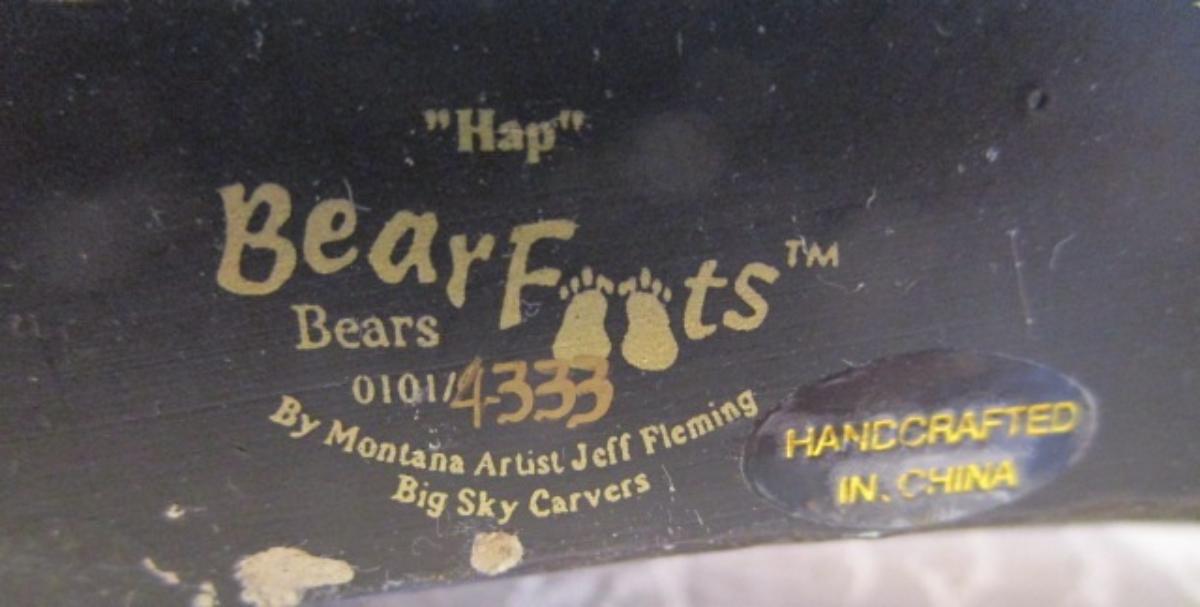 "Hap"
BearFoots™
Bears
0101/4-333
By Montana Artist Jeff Fleming
Big Sky Carvers
HANDCRAFTED
IN CHINA